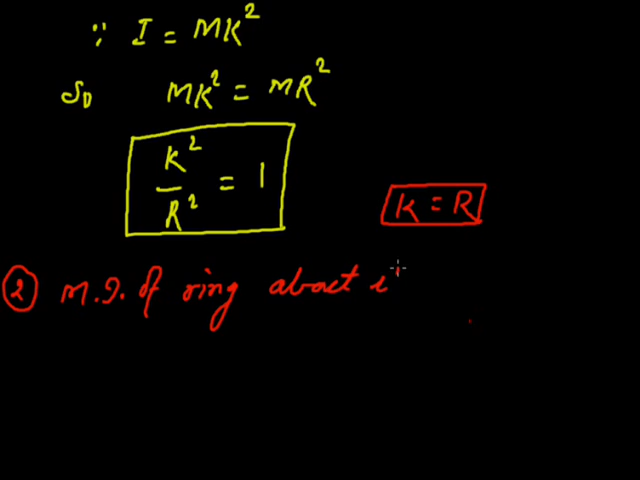 ∵ I = MK²
So MK² = MR²
K²/R² = 1
K = R
② M.I. of ring about i